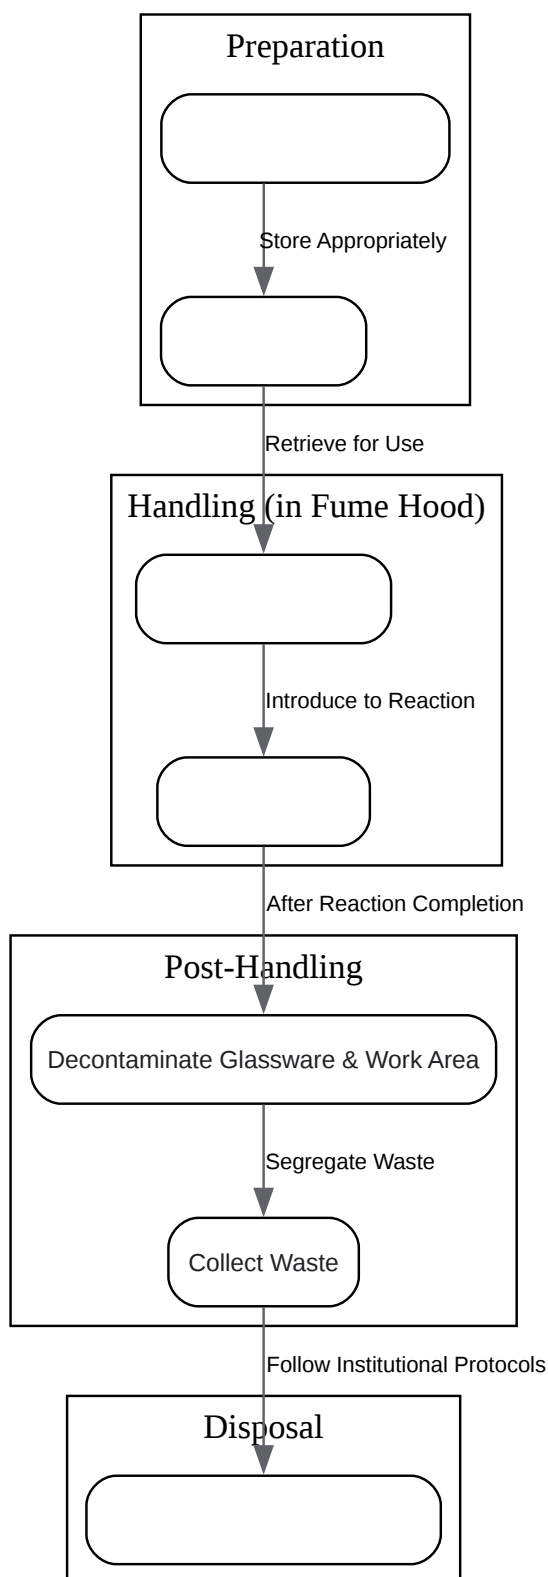 Preparation
Store Appropriately
Retrieve for Use
Handling (in Fume Hood)
Introduce to Reaction
After Reaction Completion
Post-Handling
Decontaminate Glassware & Work Area
Segregate Waste
Collect Waste
Follow Institutional Protocols
Disposal